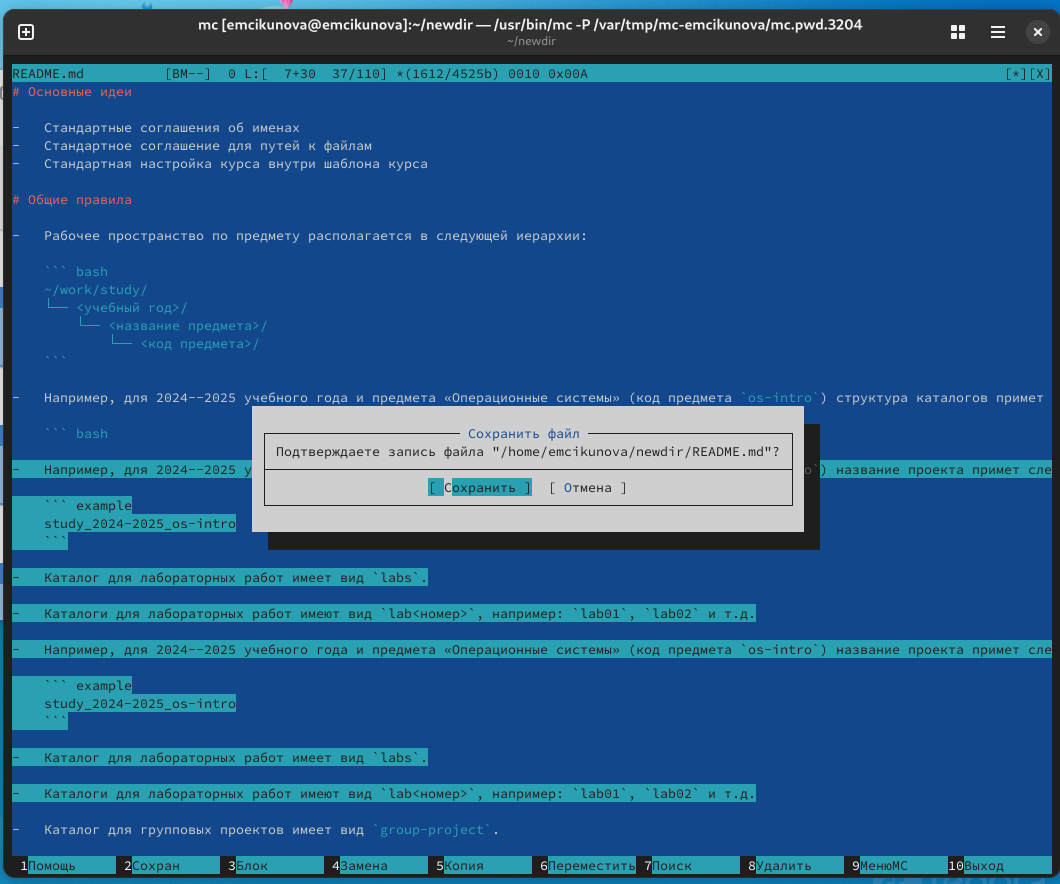 mc [emcikunova@emcikunova]:~/newdir — /usr/bin/mc -P /var/tmp/mc-emcikunova/mc.pwd.3204
~/newdir
README.md [BM--] 0 L:[ 7+30 37/110] *(1612/4525b) 0010 0x00A [*][X]
# Основные идеи
- Стандартные соглашения об именах
- Стандартное соглашение для путей к файлам
- Стандартная настройка курса внутри шаблона курса
# Общие правила
- Рабочее пространство по предмету располагается в следующей иерархии:
``` bash
~/work/study/
└── <учебный год>/
└── <название предмета>/
└── <код предмета>/
```
- Например, для 2024--2025 учебного года и предмета «Операционные системы» (код предмета `os-intro`) структура каталогов примет
``` bash
Сохранить файл
Подтверждаете запись файла "/home/emcikunova/newdir/README.md"?
[ Сохранить ] [ Отмена ]
- Например, для 2024--2025 у о`) название проекта примет сле
``` example
study_2024-2025_os-intro
```
- Каталог для лабораторных работ имеет вид `labs`.
- Каталоги для лабораторных работ имеют вид `lab<номер>`, например: `lab01`, `lab02` и т.д.
- Например, для 2024--2025 учебного года и предмета «Операционные системы» (код предмета `os-intro`) название проекта примет сле
``` example
study_2024-2025_os-intro
```
- Каталог для лабораторных работ имеет вид `labs`.
- Каталоги для лабораторных работ имеют вид `lab<номер>`, например: `lab01`, `lab02` и т.д.
- Каталог для групповых проектов имеет вид `group-project`.
1Помощь 2Сохран 3Блок 4Замена 5Копия 6Переместить 7Поиск 8Удалить 9МенюMC 10Выход